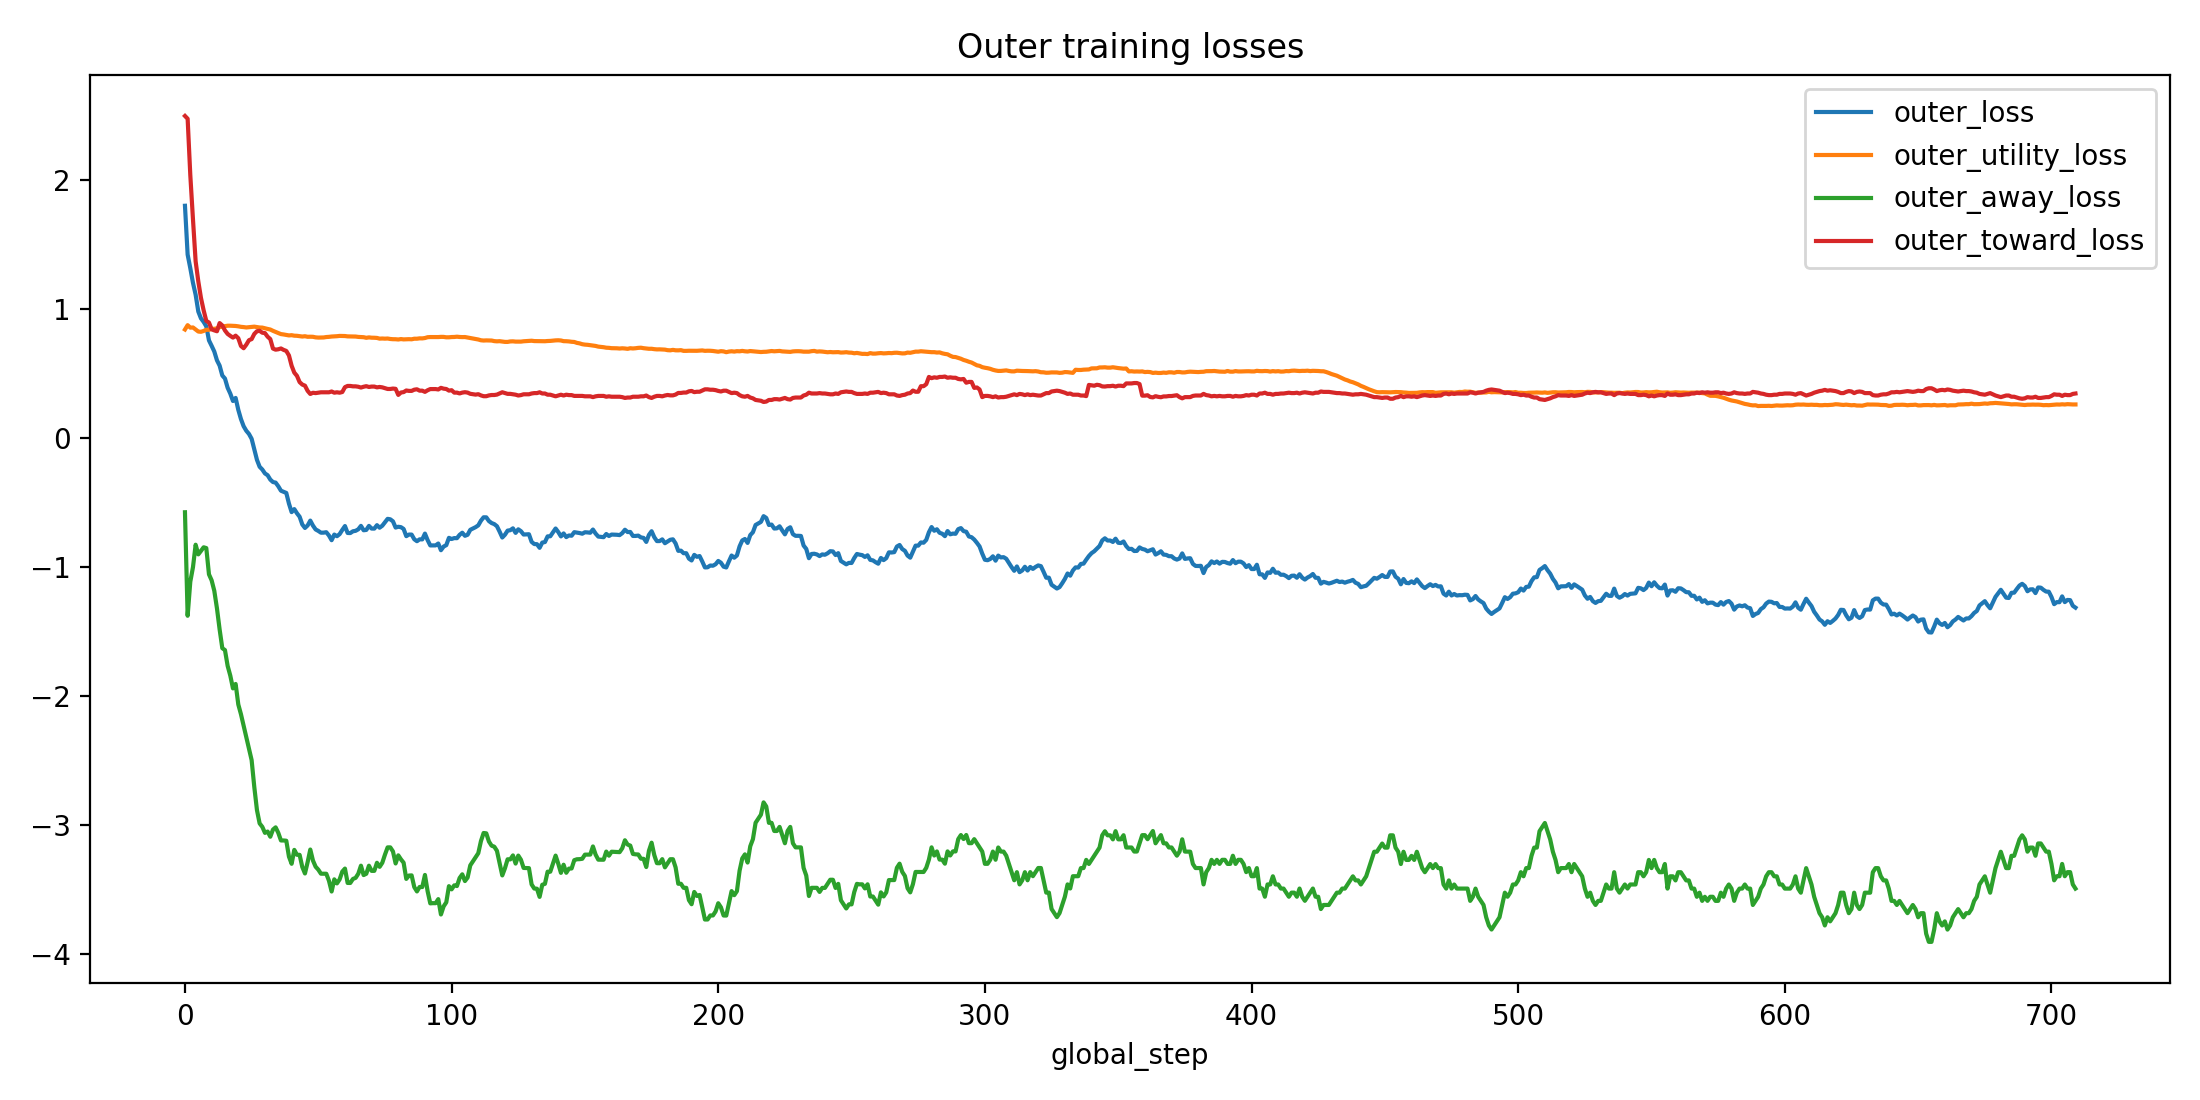 Outer training losses
outer_loss
outer_utility_loss
outer_away_loss
outer_toward_loss
2
1
0
−1
−2
−3
−4
0 100 200 300 400 500 600 700
global_step